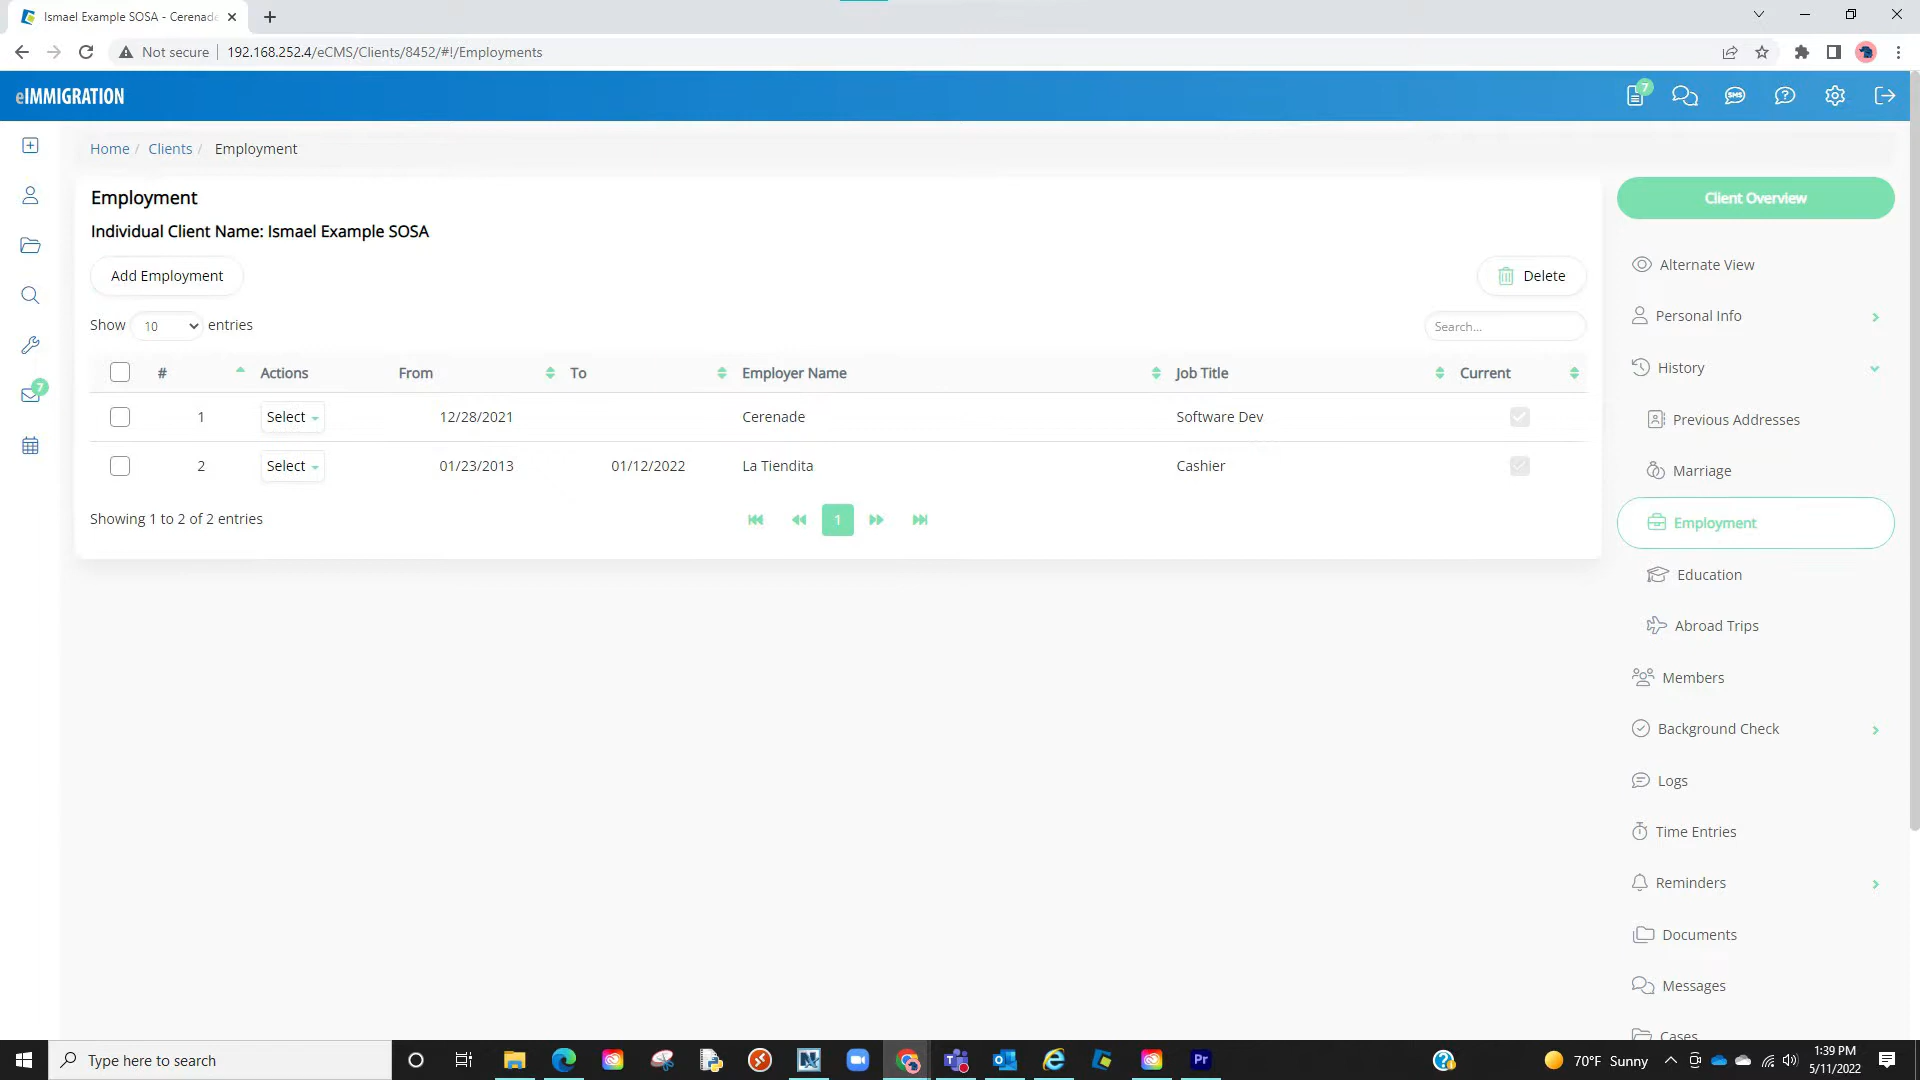 Ismael Example SOSA - Cerenade
Not secure
192.168.252.4/eCMS/Clients/8452/#!/Employments
eIMMIGRATION
7
SMS
?
Home / Clients / Employment
Employment
Individual Client Name: Ismael Example SOSA
Add Employment
Delete
Show 10 entries
Search...
# Actions From To Employer Name Job Title Current
1 Select 12/28/2021 Cerenade Software Dev
2 Select 01/23/2013 01/12/2022 La Tiendita Cashier
Showing 1 to 2 of 2 entries
1
7
Client Overview
Alternate View
Personal Info
History
Previous Addresses
Marriage
Employment
Education
Abroad Trips
Members
Background Check
Logs
Time Entries
Reminders
Documents
Messages
Cases
Type here to search
Pr
70°F Sunny
1:39 PM
5/11/2022